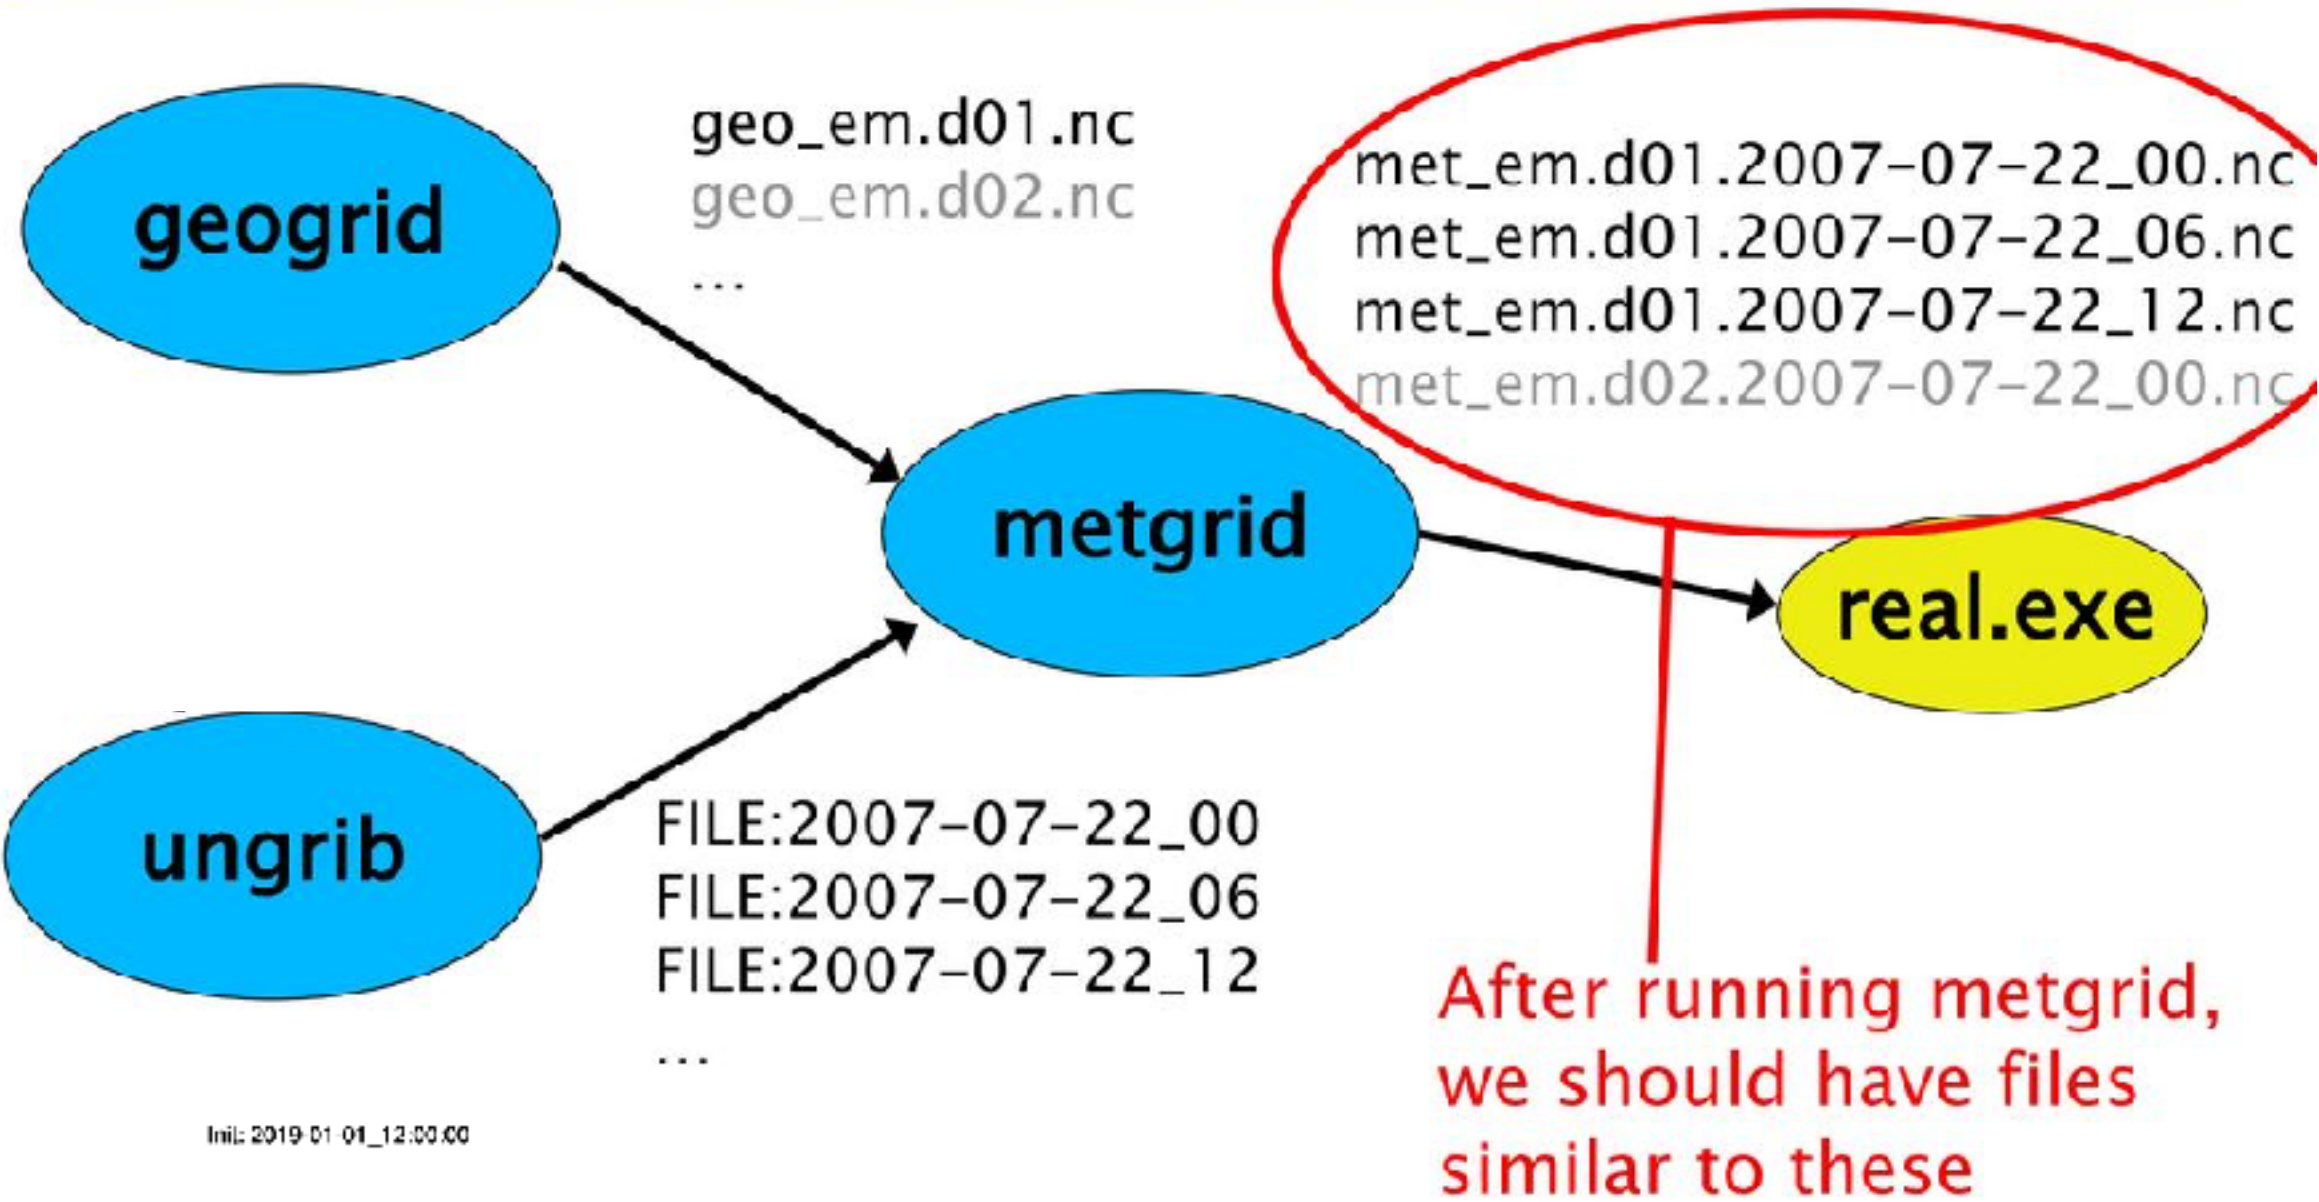 geogrid
geo_em.d01.nc
geo_em.d02.nc
...
met_em.d01.2007-07-22_00.nc
met_em.d01.2007-07-22_06.nc
met_em.d01.2007-07-22_12.nc
met_em.d02.2007-07-22_00.nc
metgrid
real.exe
ungrib
FILE:2007-07-22_00
FILE:2007-07-22_06
FILE:2007-07-22_12
...
After running metgrid,
we should have files
similar to these
Init: 2019-01-01_12:00:00